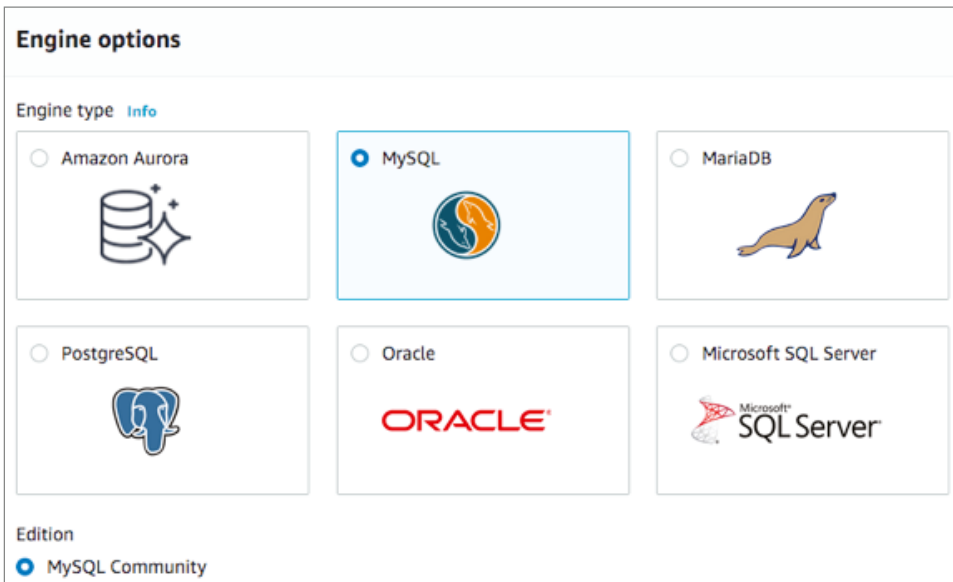 Engine options
Engine type Info
Amazon Aurora
MySQL
MariaDB
PostgreSQL
Oracle
Microsoft SQL Server
ORACLE
Microsoft
SQL Server
Edition
MySQL Community